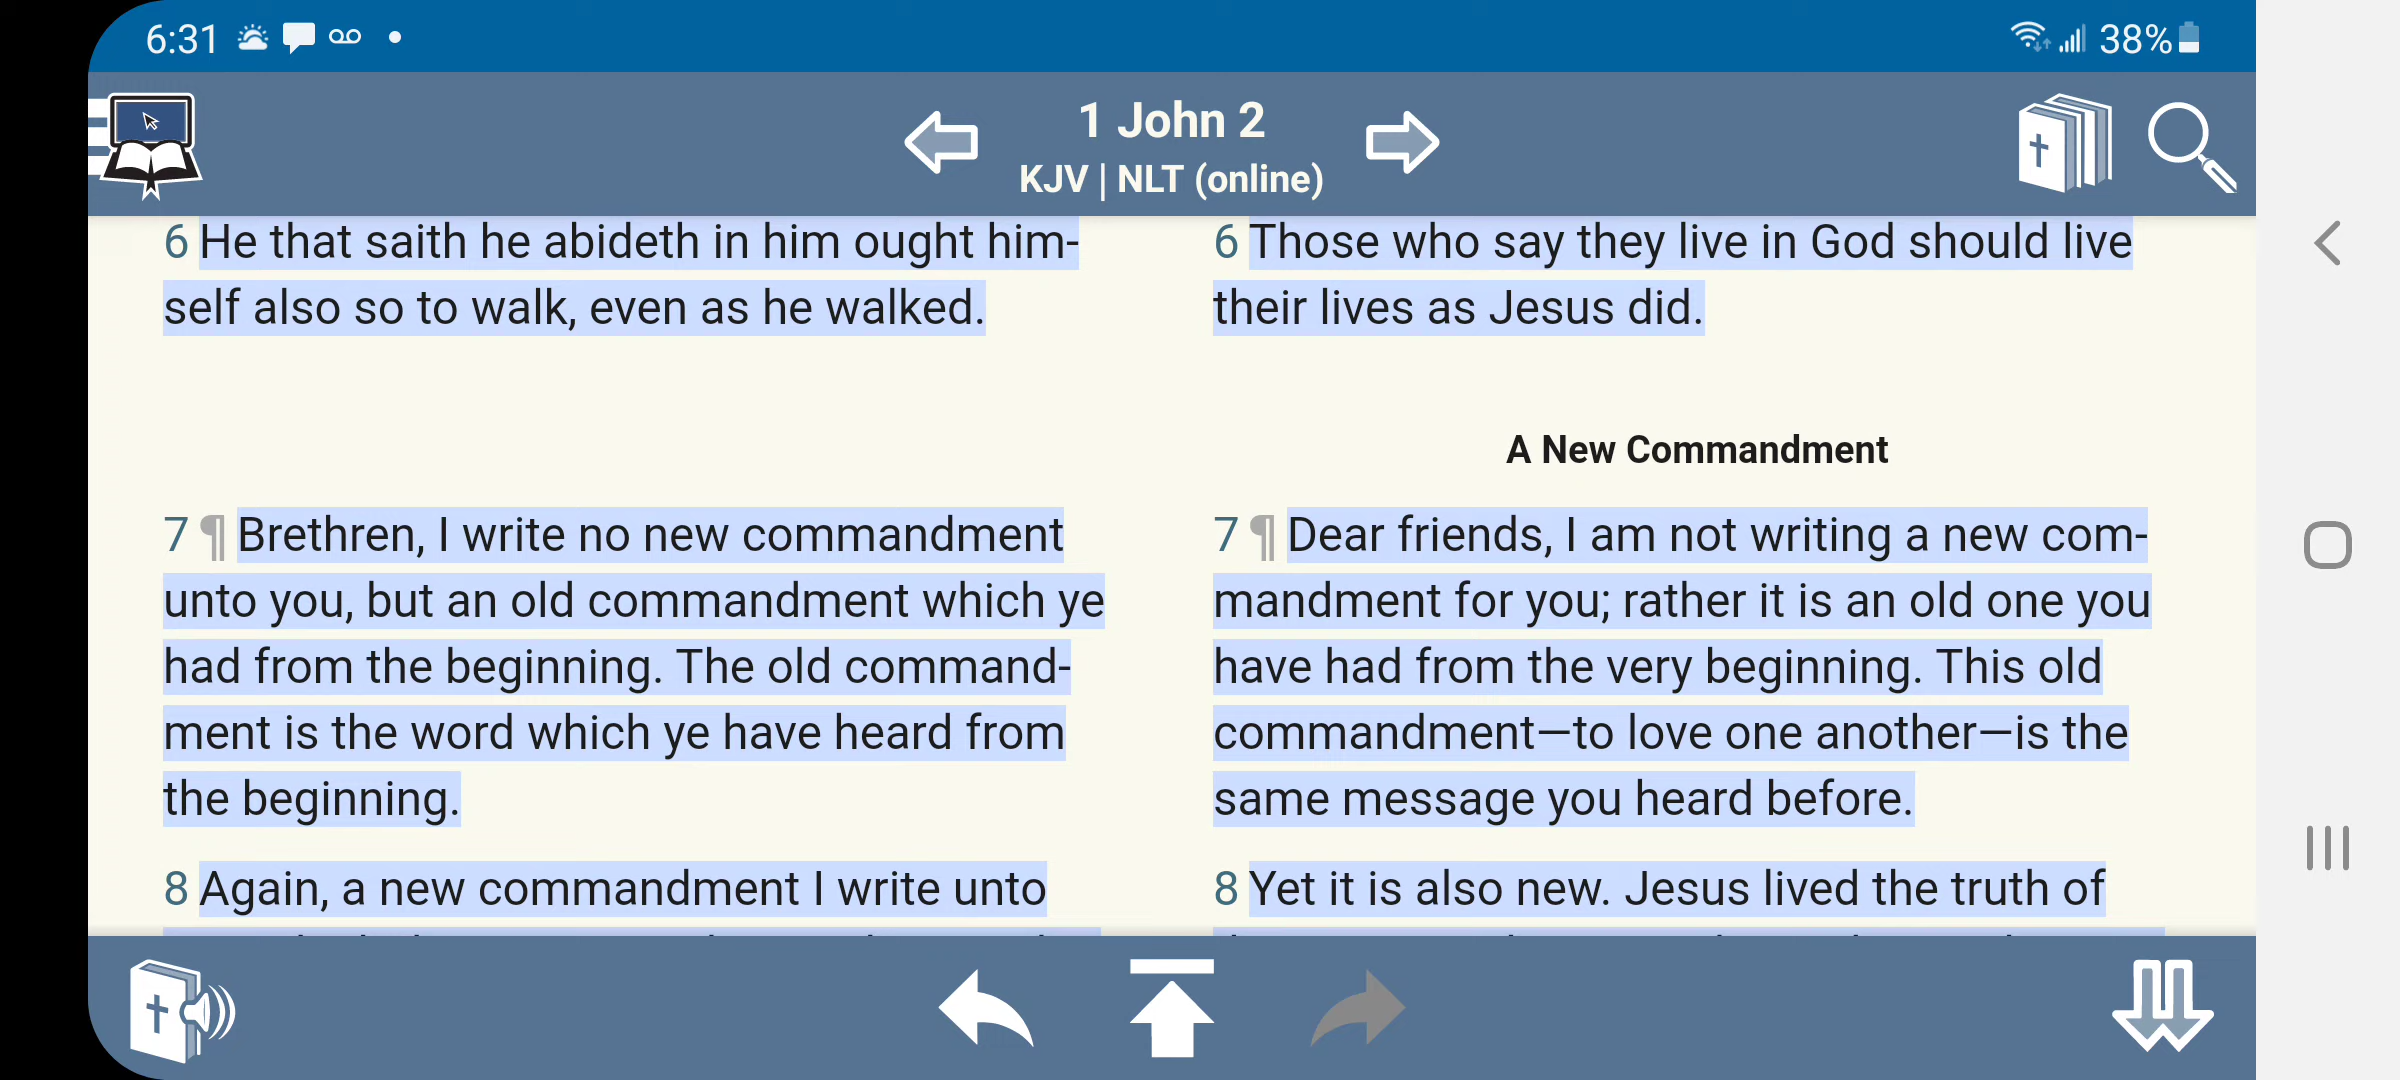 6:31
38%
1 John 2
KJV | NLT (online)
6 He that saith he abideth in him ought him-
self also so to walk, even as he walked.
7 ¶ Brethren, I write no new commandment
unto you, but an old commandment which ye
had from the beginning. The old command-
ment is the word which ye have heard from
the beginning.
8 Again, a new commandment I write unto
6 Those who say they live in God should live
their lives as Jesus did.
A New Commandment
7 ¶ Dear friends, I am not writing a new com-
mandment for you; rather it is an old one you
have had from the very beginning. This old
commandment—to love one another—is the
same message you heard before.
8 Yet it is also new. Jesus lived the truth of